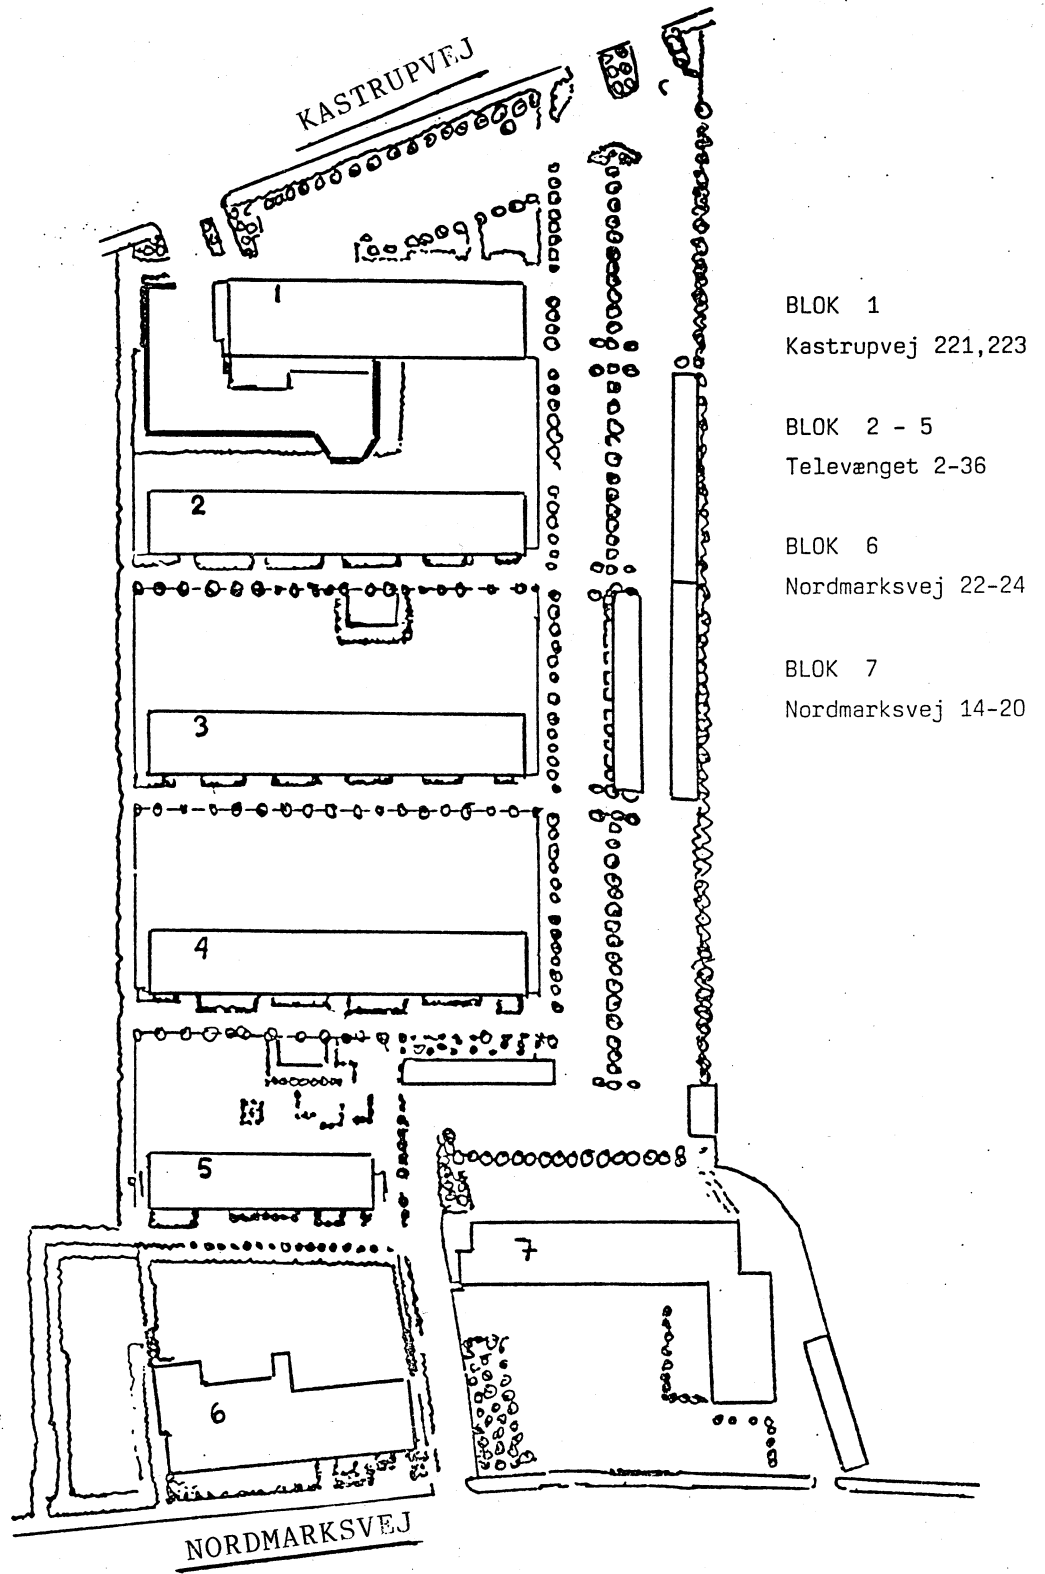 KASTRUPVEJ
1
BLOK 1
Kastrupvej 221,223
BLOK 2 - 5
Televænget 2-36
2
BLOK 6
Nordmarksvej 22-24
BLOK 7
Nordmarksvej 14-20
3
4
5
7
6
NORDMARKSVEJ